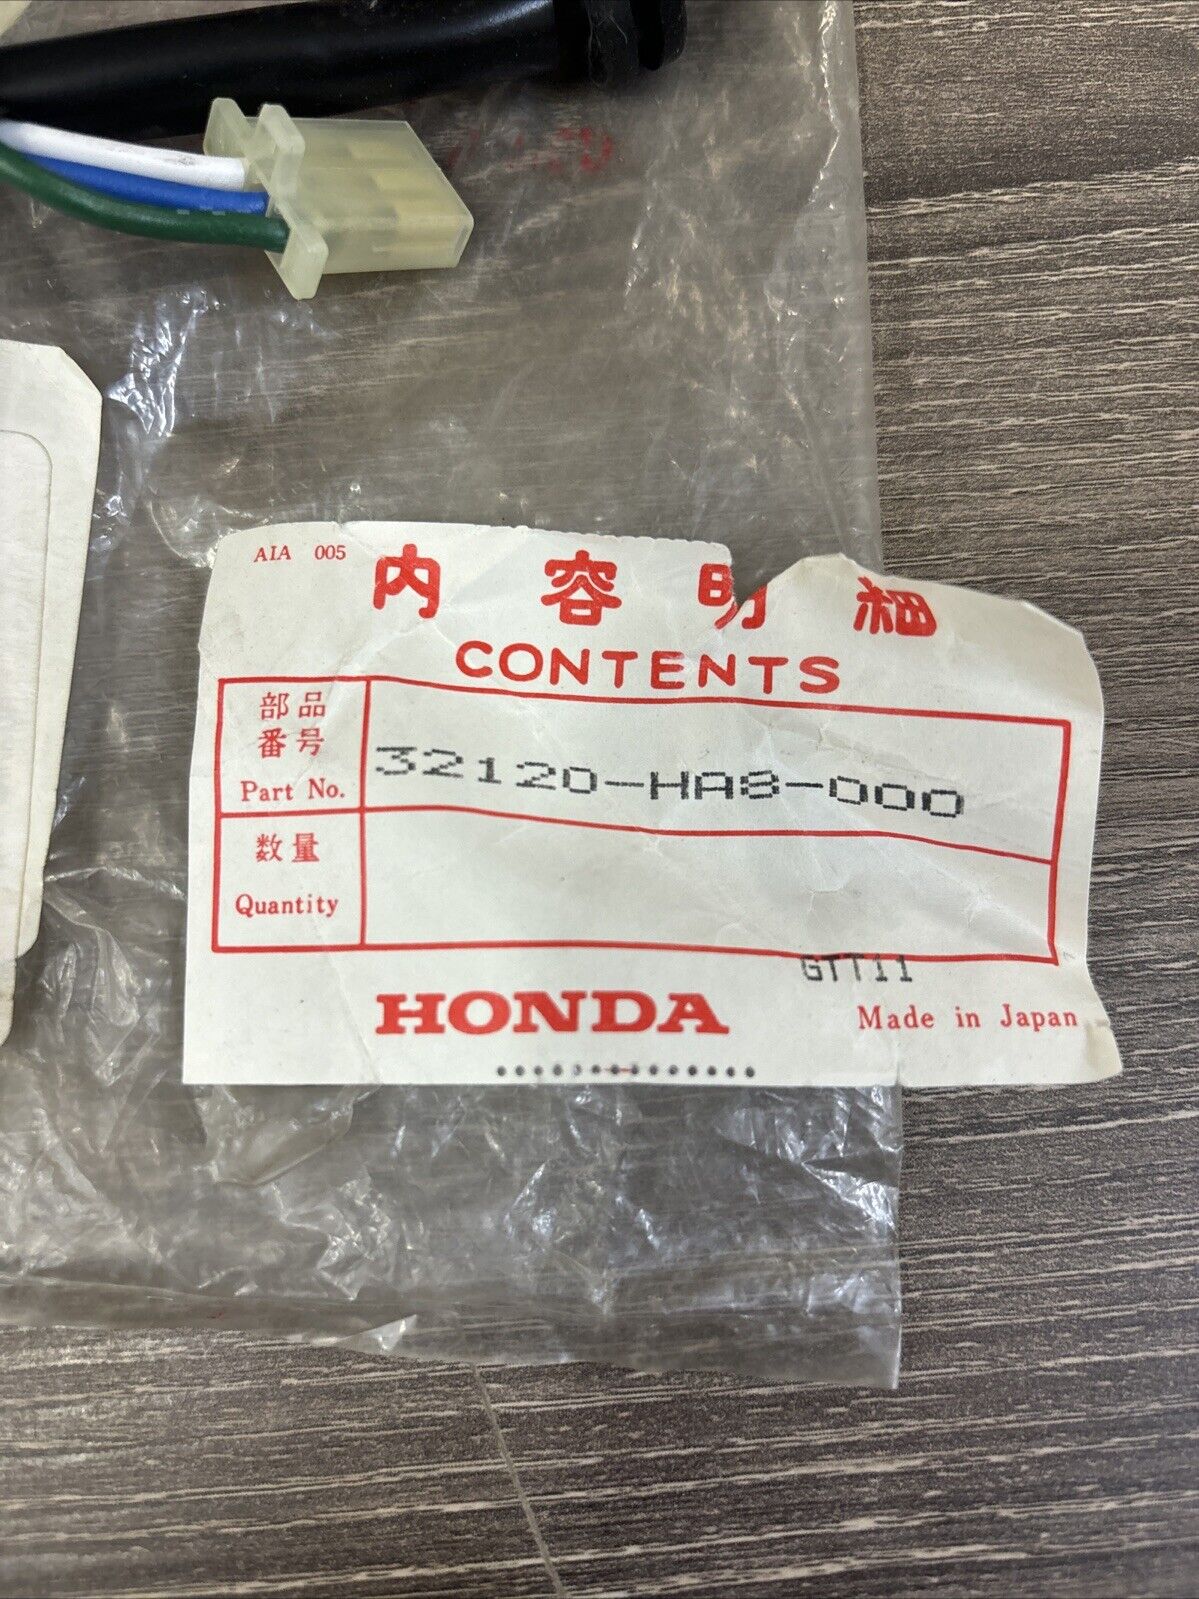 AIA 005
内容明細
CONTENTS
部品
番号
Part No.
32120-HA8-000
数量
Quantity
GTT11
HONDA
Made in Japan